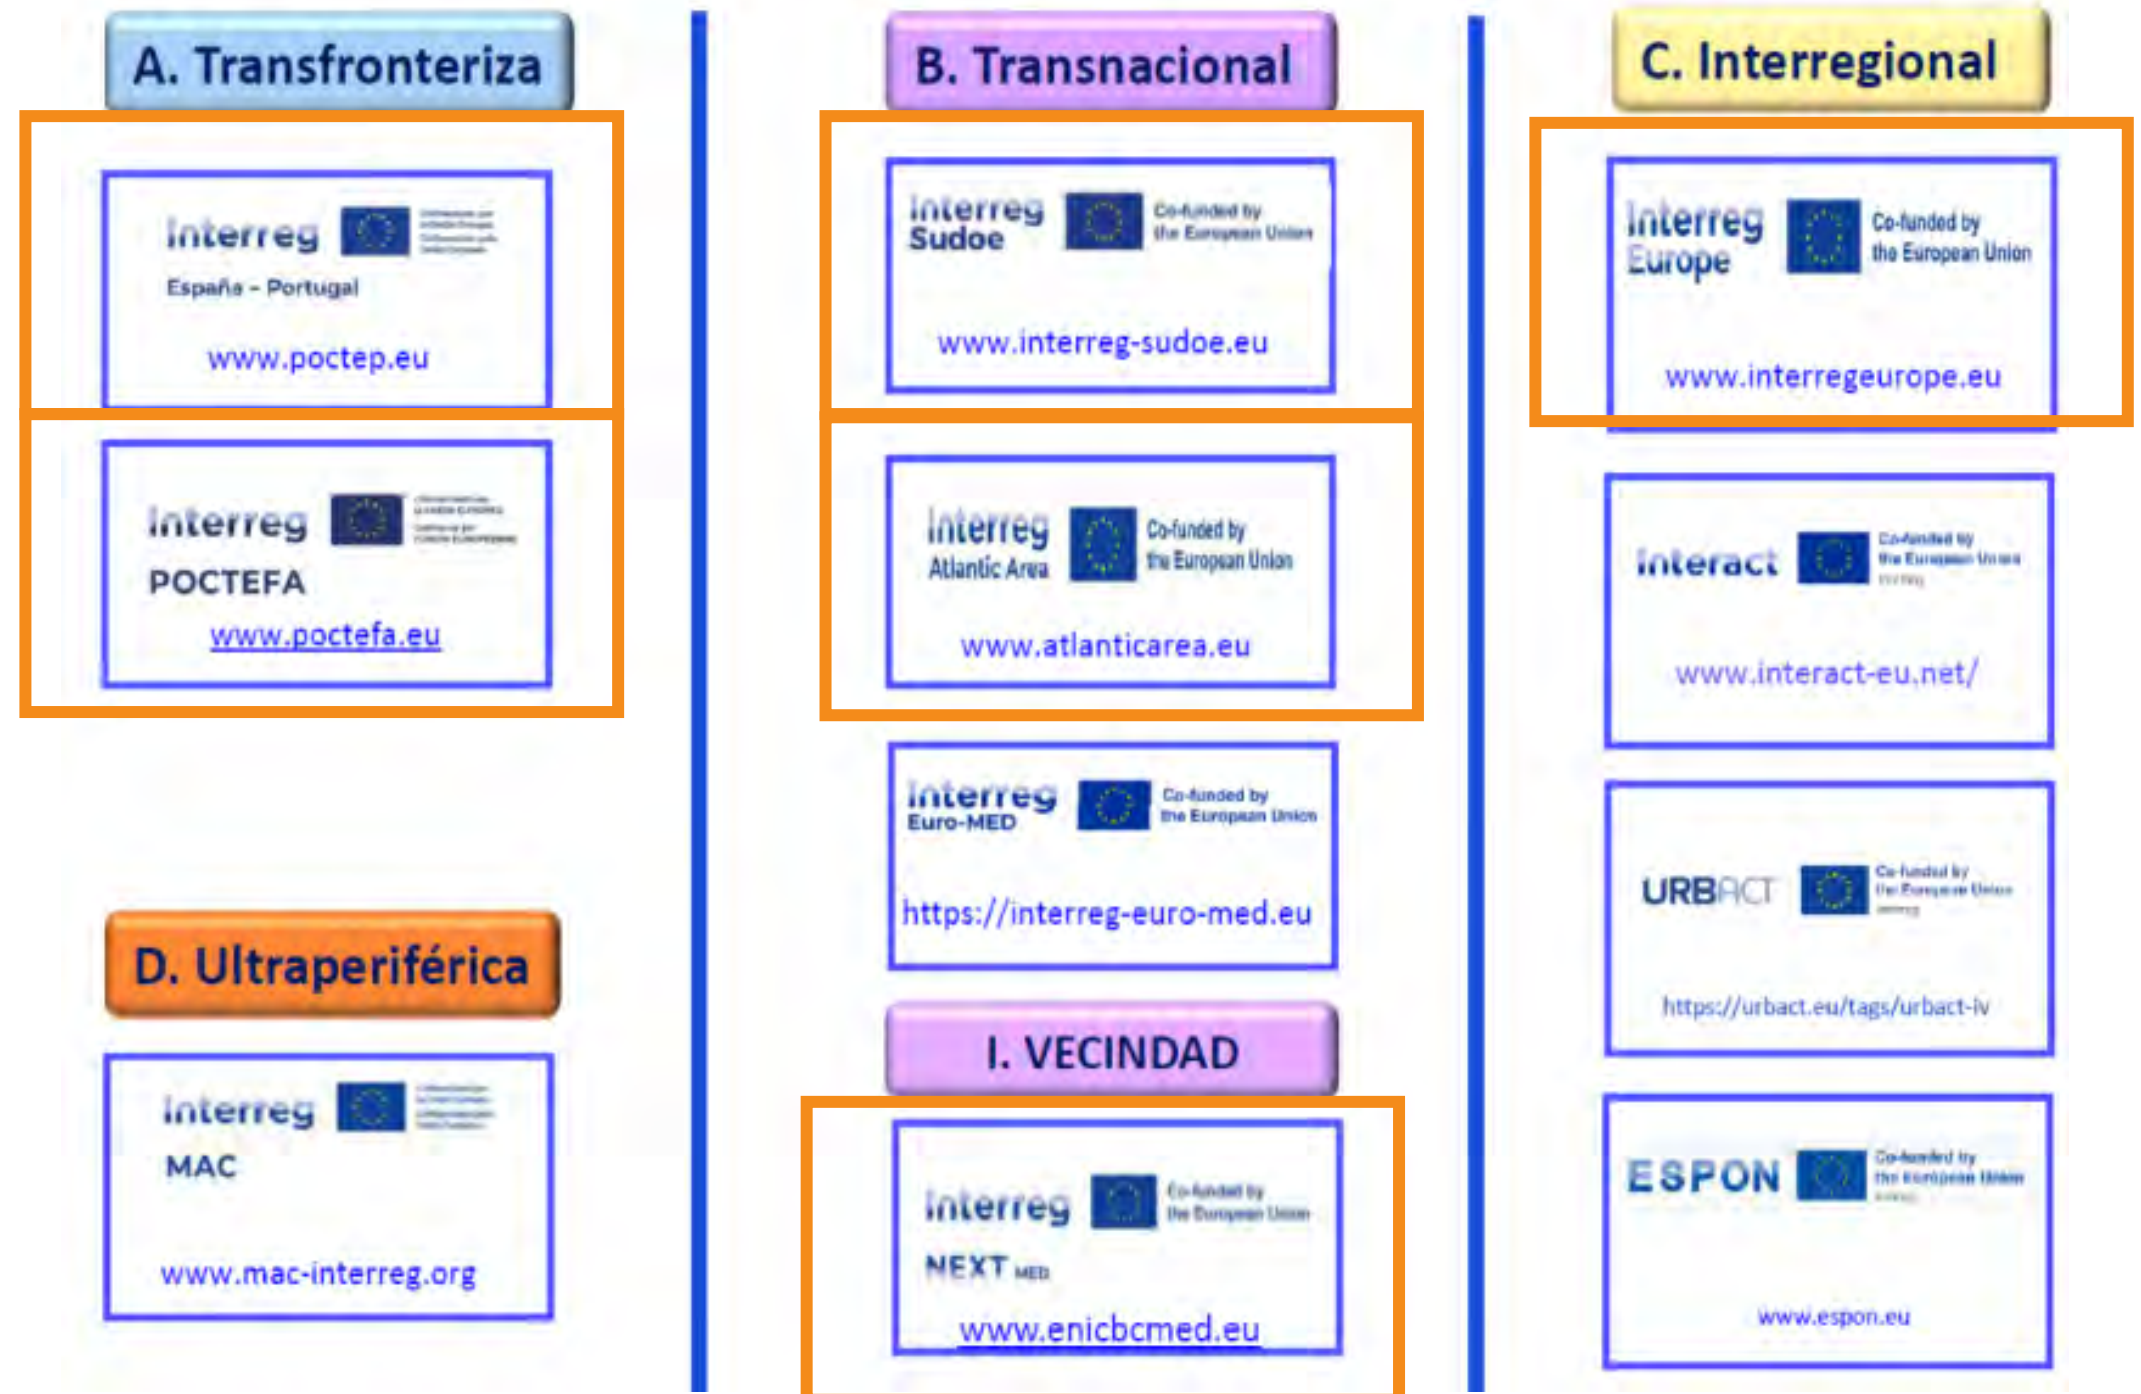 A. Transfronteriza
Interreg
España – Portugal
www.poctep.eu
Interreg
POCTEFA
www.poctefa.eu
D. Ultraperiférica
Interreg
MAC
www.mac-interreg.org
B. Transnacional
Interreg
Sudoe
Co-funded by
the European Union
www.interreg-sudoe.eu
Interreg
Atlantic Area
Co-funded by
the European Union
www.atlanticarea.eu
Interreg
Euro-MED
Co-funded by
the European Union
https://interreg-euro-med.eu
I. VECINDAD
Interreg
Co-funded by
the European Union
NEXT MED
www.enicbcmed.eu
C. Interregional
Interreg
Europe
Co-funded by
the European Union
www.interregeurope.eu
Interact
Co-funded by
the European Union
www.interact-eu.net/
URBACT
Co-funded by
the European Union
https://urbact.eu/tags/urbact-iv
ESPON
Co-funded by
the European Union
www.espon.eu